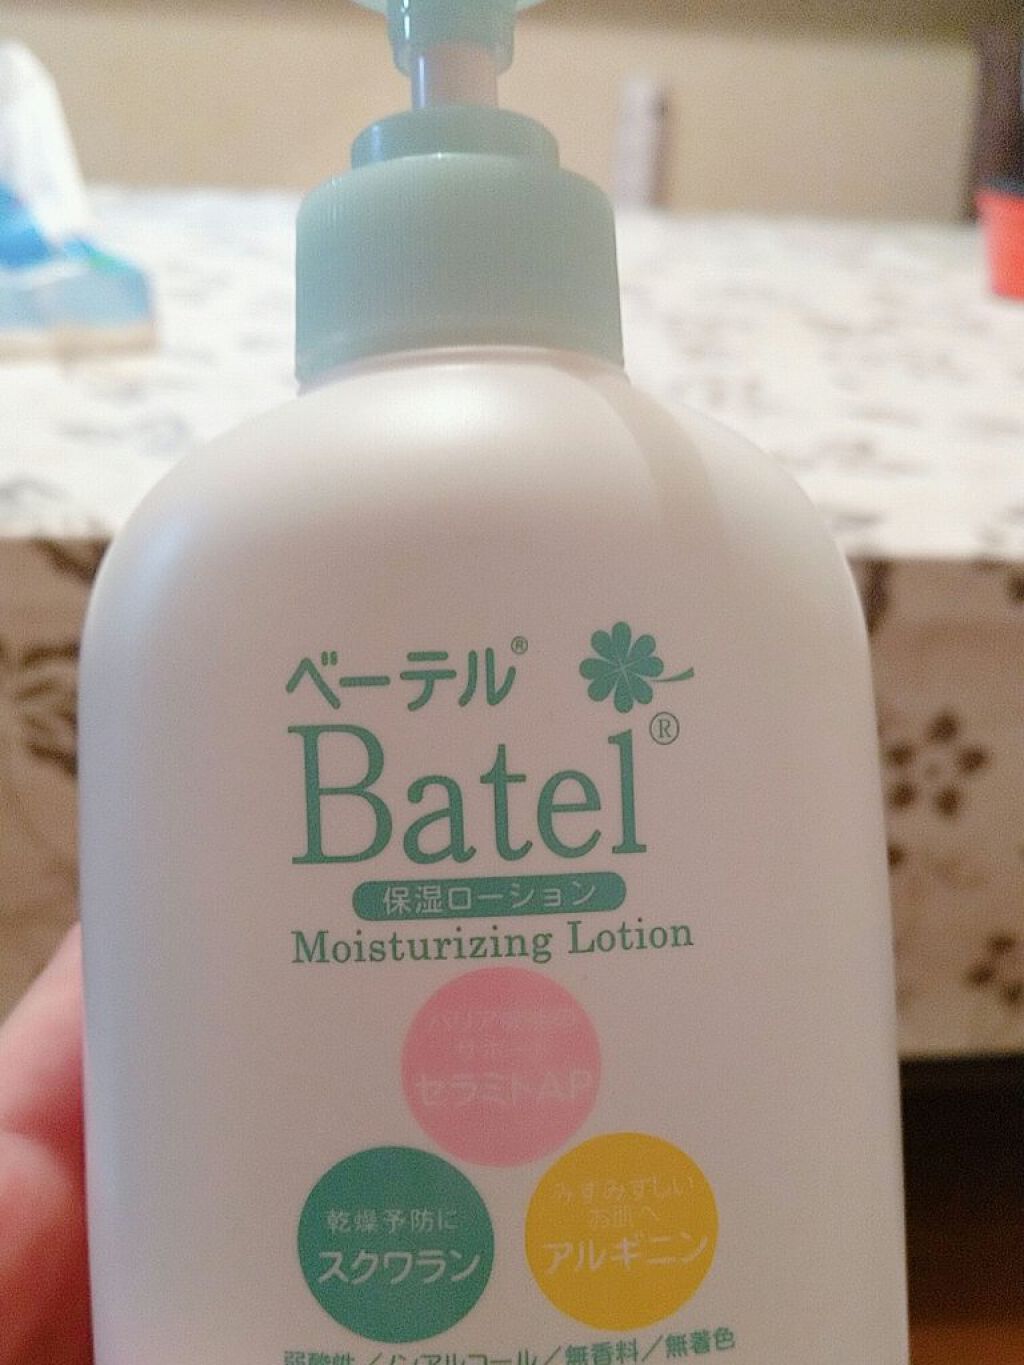 ベーテル®
Batel®
保湿ローション
Moisturizing Lotion
バリア機能の
サポート
セラミドAP
乾燥予防に
スクワラン
みずみずしい
お肌へ
アルギニン
弱酸性/ノンアルコール/無香料/無着色